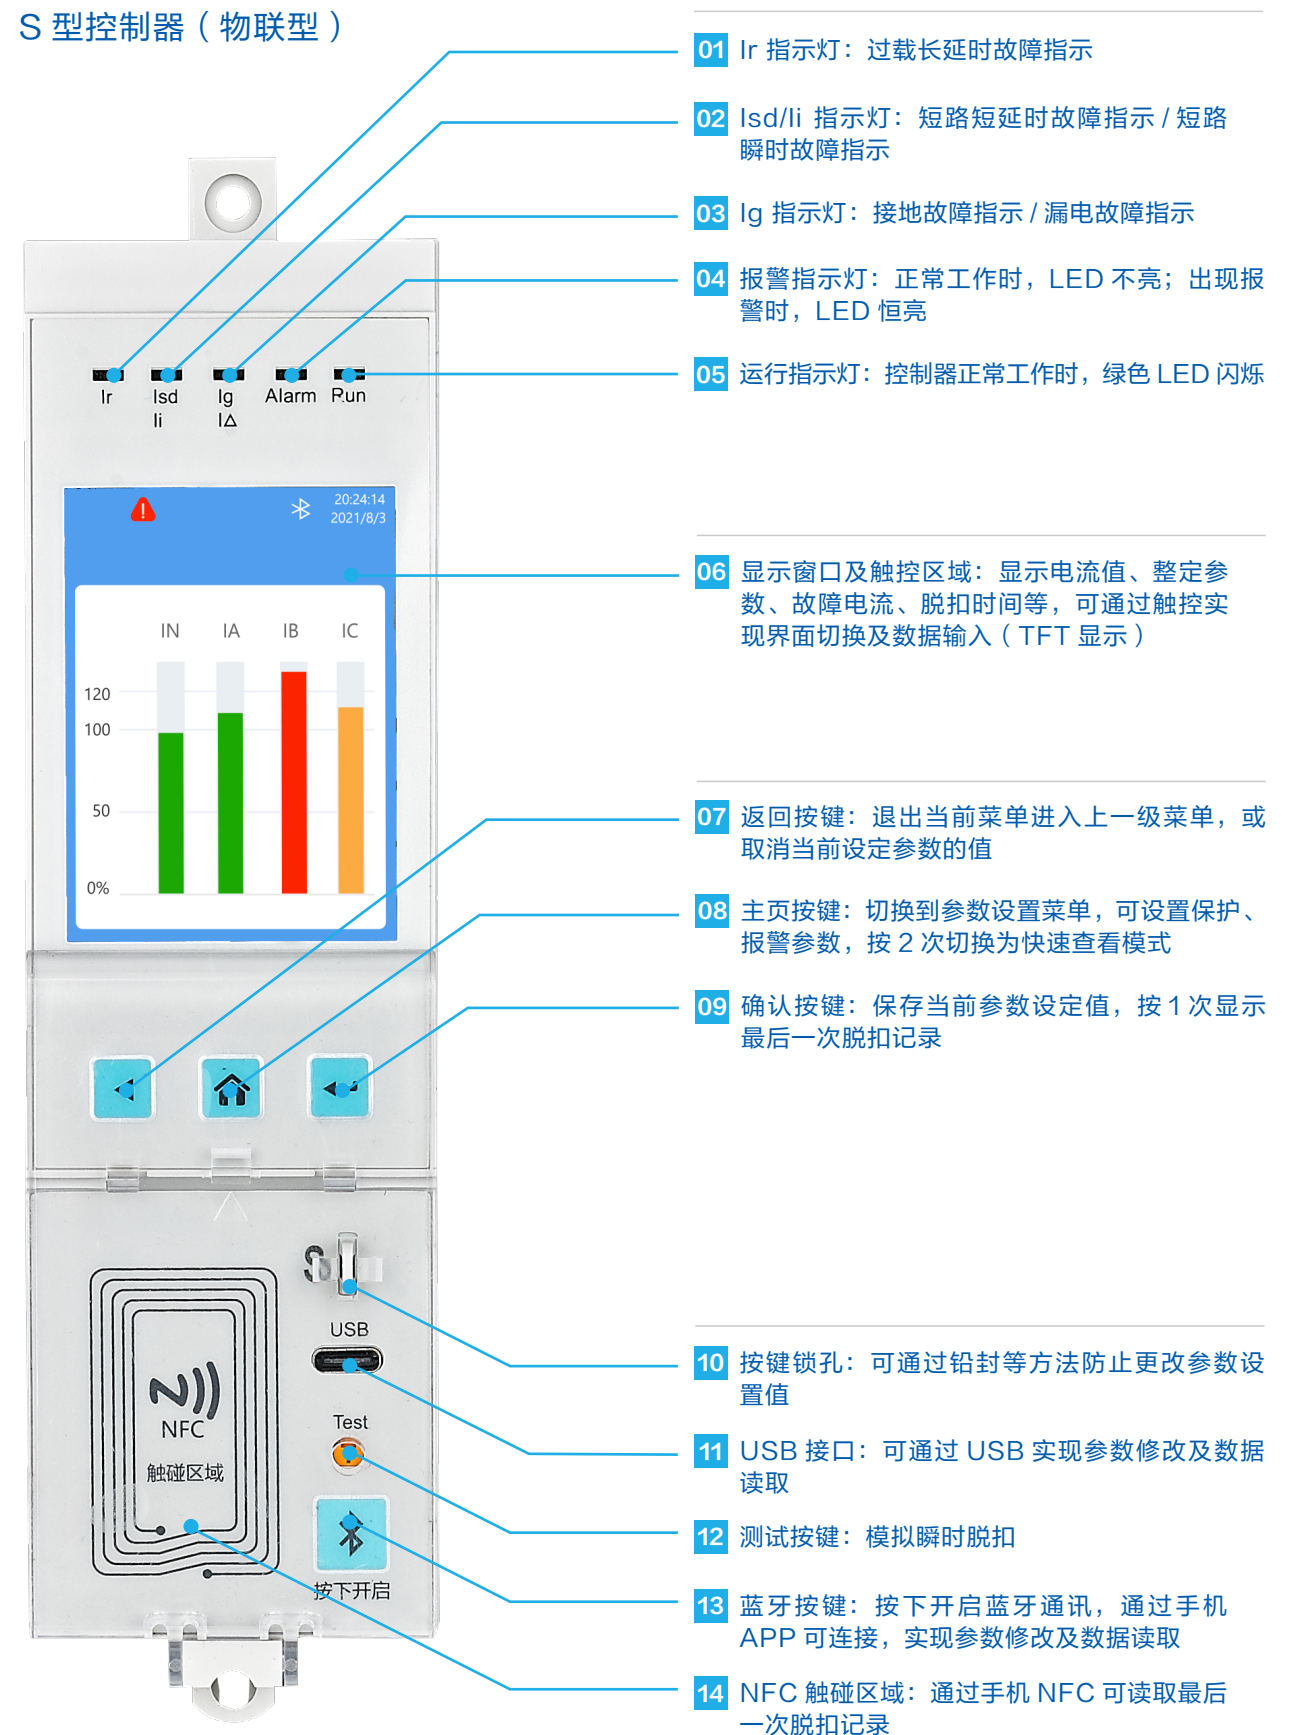 S 型控制器（物联型）
01 Ir 指示灯：过载长延时故障指示
02 Isd/Ii 指示灯：短路短延时故障指示 / 短路
瞬时故障指示
03 Ig 指示灯：接地故障指示 / 漏电故障指示
04 报警指示灯：正常工作时，LED 不亮；出现报
警时，LED 恒亮
05 运行指示灯：控制器正常工作时，绿色 LED 闪烁
Ir Isd Ig Alarm Run
Ii I△
20:24:14
2021/8/3
IN IA IB IC
120
100
50
0%
06 显示窗口及触控区域：显示电流值、整定参
数、故障电流、脱扣时间等，可通过触控实
现界面切换及数据输入（TFT 显示）
07 返回按键：退出当前菜单进入上一级菜单，或
取消当前设定参数的值
08 主页按键：切换到参数设置菜单，可设置保护、
报警参数，按 2 次切换为快速查看模式
09 确认按键：保存当前参数设定值，按 1 次显示
最后一次脱扣记录
S
USB
Test
NFC
触碰区域
按下开启
10 按键锁孔：可通过铅封等方法防止更改参数设
置值
11 USB 接口：可通过 USB 实现参数修改及数据
读取
12 测试按键：模拟瞬时脱扣
13 蓝牙按键：按下开启蓝牙通讯，通过手机
APP 可连接，实现参数修改及数据读取
14 NFC 触碰区域：通过手机 NFC 可读取最后
一次脱扣记录